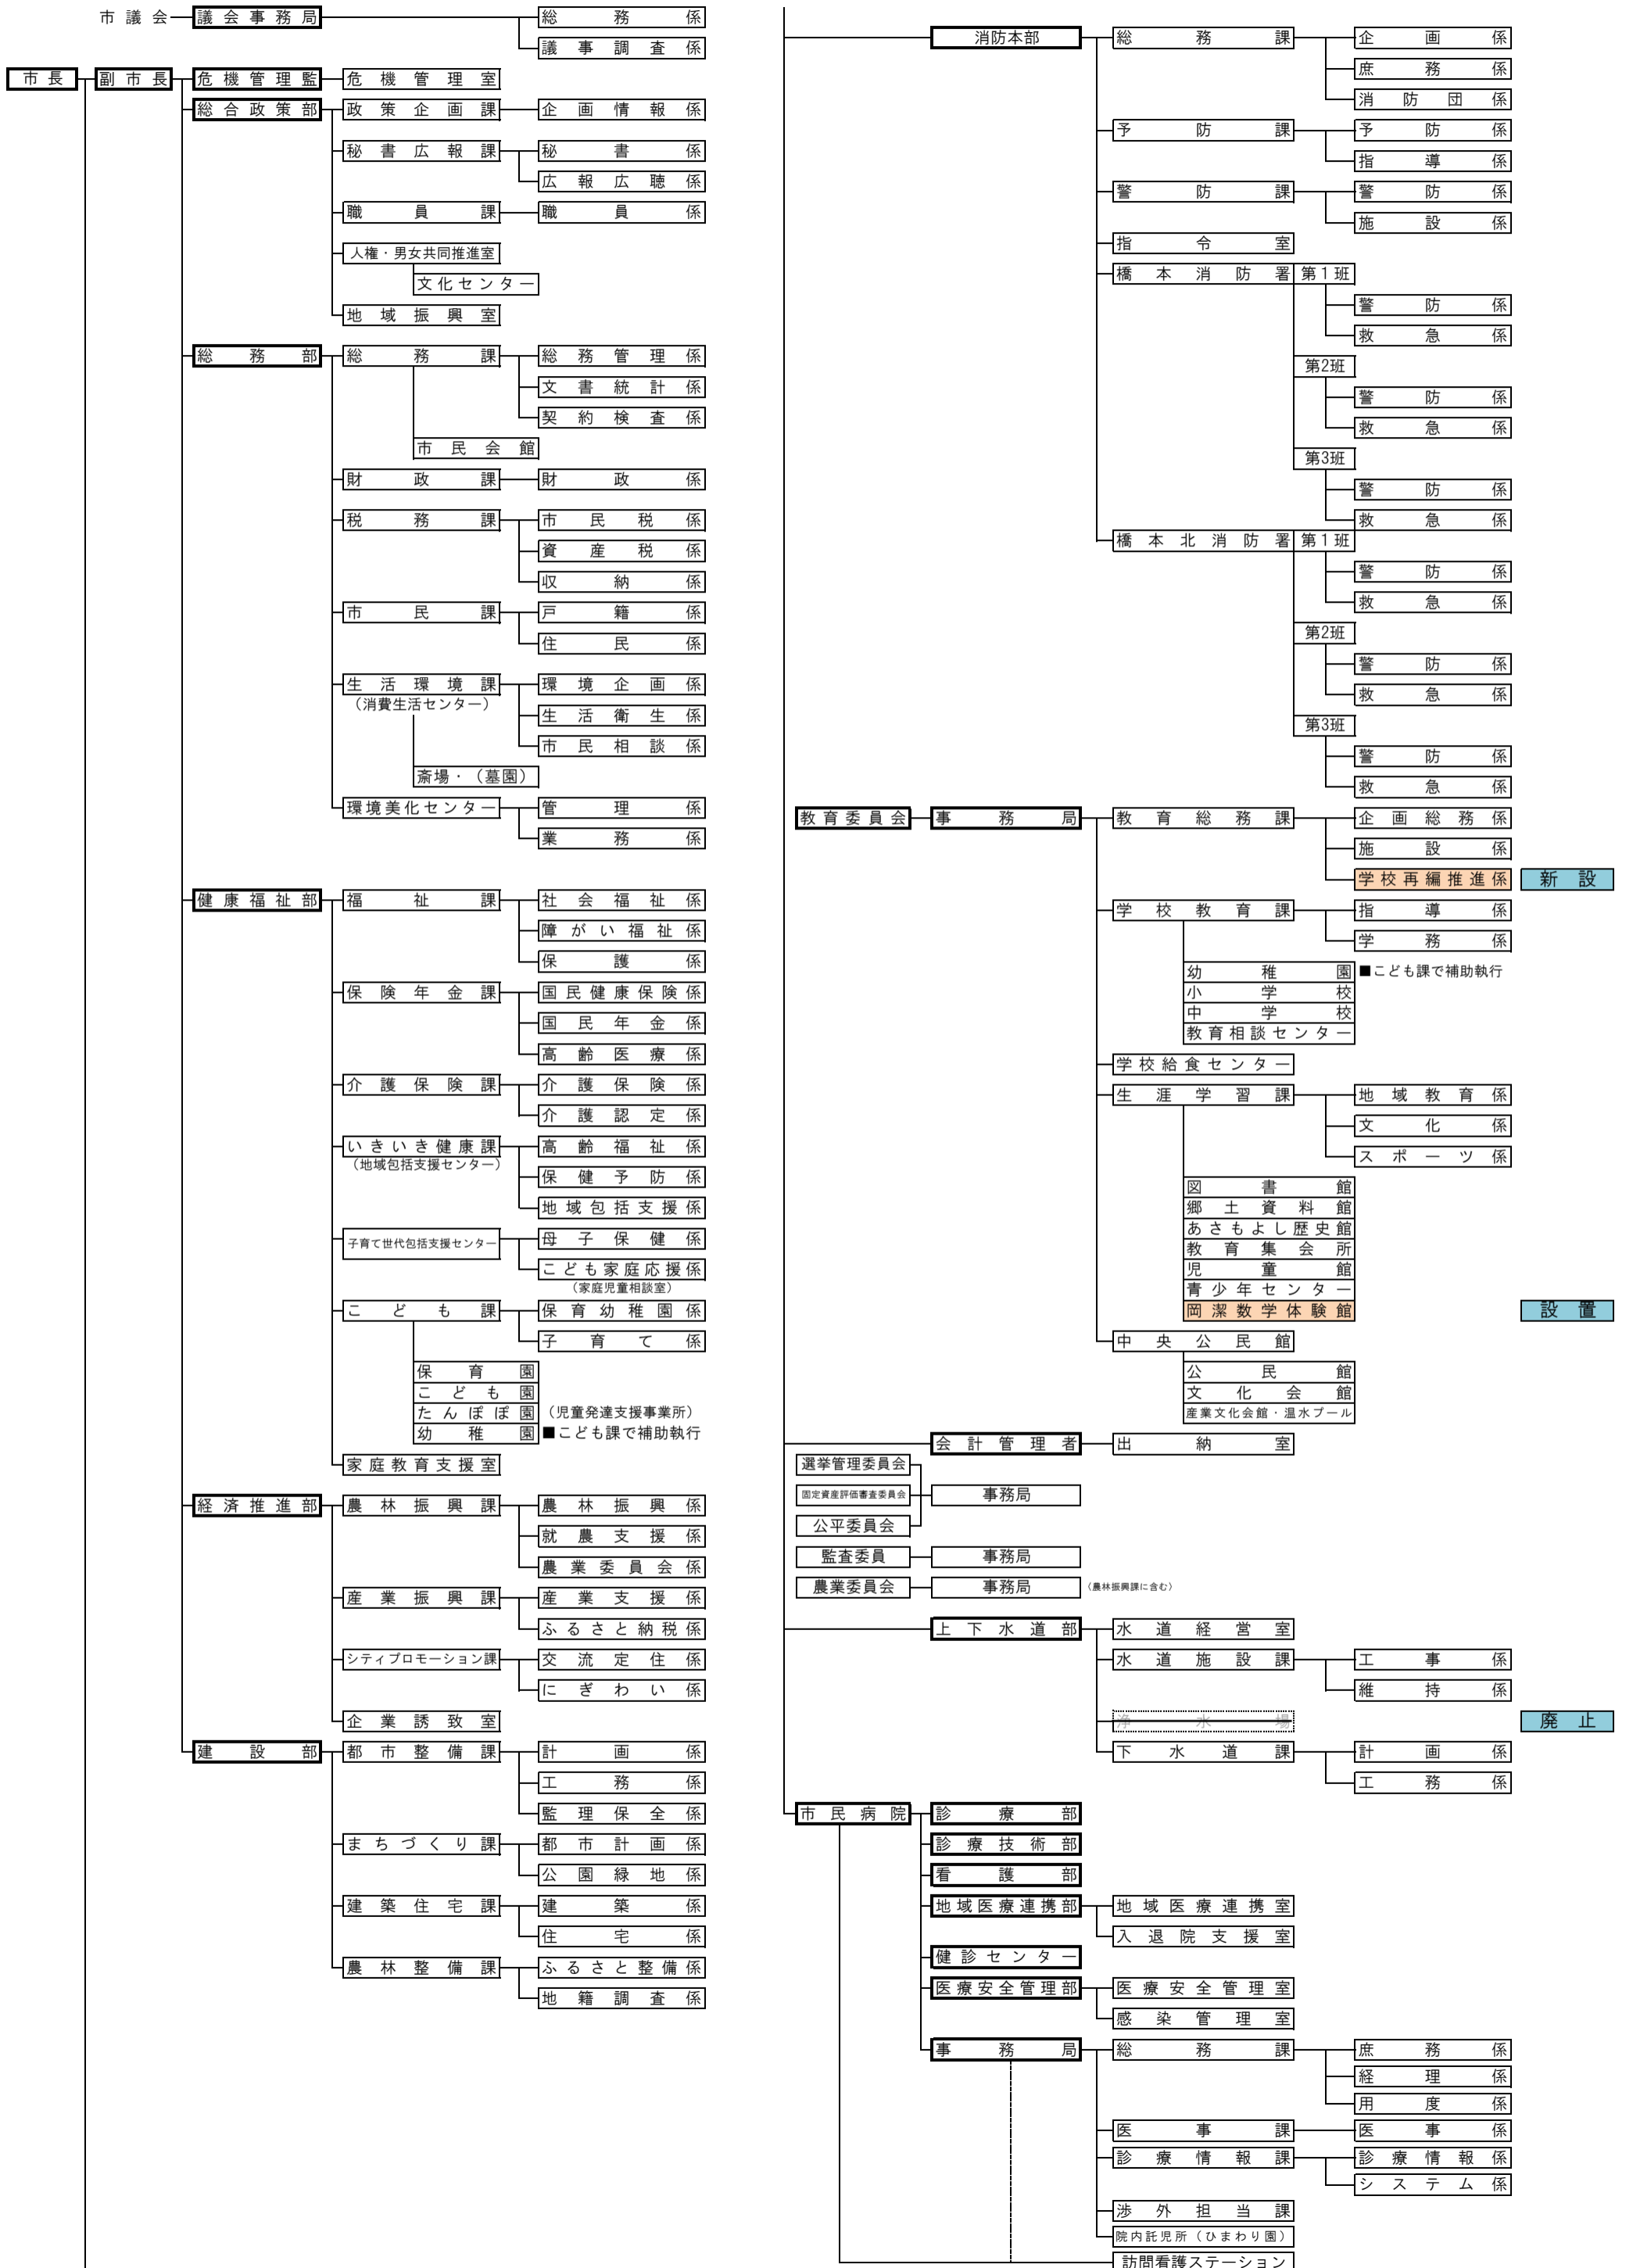 市議会 議会事務局 総務係
議事調査係
市長 副市長 危機管理監 危機管理室
総合政策部 政策企画課 企画情報係
秘書広報課 秘書係
広報広聴係
職員課 職員係
人権・男女共同推進室
文化センター
地域振興室
総務部 総務課 総務管理係
文書統計係
契約検査係
市民会館
財政課 財政係
税務課 市民税係
資産税係
収納係
市民課 戸籍係
住民係
生活環境課 環境企画係
（消費生活センター）
生活衛生係
市民相談係
斎場・（墓園）
環境美化センター 管理係
業務係
健康福祉部 福祉課 社会福祉係
障がい福祉係
保護係
保険年金課 国民健康保険係
国民年金係
高齢医療係
介護保険課 介護保険係
介護認定係
いきいき健康課 高齢福祉係
（地域包括支援センター）
保健予防係
地域包括支援係
子育て世代包括支援センター 母子保健係
こども家庭応援係
（家庭児童相談室）
こども課 保育幼稚園係
子育て係
保育園
こども園
たんぽぽ園 （児童発達支援事業所）
幼稚園 ■こども課で補助執行
家庭教育支援室
経済推進部 農林振興課 農林振興係
就農支援係
農業委員会係
産業振興課 産業支援係
ふるさと納税係
シティプロモーション課 交流定住係
にぎわい係
企業誘致室
建設部 都市整備課 計画係
工務係
監理保全係
まちづくり課 都市計画係
公園緑地係
建築住宅課 建築係
住宅係
農林整備課 ふるさと整備係
地籍調査係
消防本部 総務課 企画係
庶務係
消防団係
予防課 予防係
指導係
警防課 警防係
施設係
指令室
橋本消防署 第１班
警防係
救急係
第2班
警防係
救急係
第3班
警防係
救急係
橋本北消防署 第１班
警防係
救急係
第2班
警防係
救急係
第3班
警防係
救急係
教育委員会 事務局 教育総務課 企画総務係
施設係
学校再編推進係 新設
学校教育課 指導係
学務係
幼稚園 ■こども課で補助執行
小学校
中学校
教育相談センター
学校給食センター
生涯学習課 地域教育係
文化係
スポーツ係
図書館
郷土資料館
あさもよし歴史館
教育集会所
児童館
青少年センター
岡潔数学体験館 設置
中央公民館
公民館
文化会館
産業文化会館・温水プール
会計管理者 出納室
選挙管理委員会
固定資産評価審査委員会 事務局
公平委員会
監査委員 事務局
農業委員会 事務局 （農林振興課に含む）
上下水道部 水道経営室
水道施設課 工事係
維持係
浄水場 廃止
下水道課 計画係
工務係
市民病院 診療部
診療技術部
看護部
地域医療連携部 地域医療連携室
入退院支援室
健診センター
医療安全管理部 医療安全管理室
感染管理室
事務局 総務課 庶務係
経理係
用度係
医事課 医事係
診療情報課 診療情報係
システム係
渉外担当課
院内託児所（ひまわり園）
訪問看護ステーション